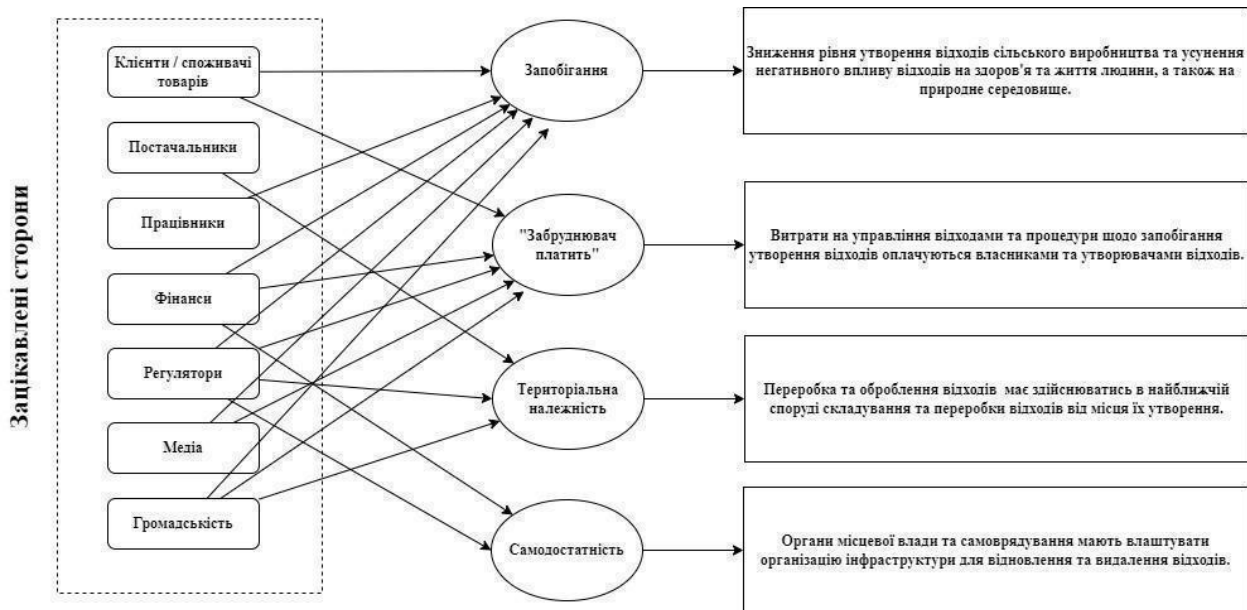 Зацікавлені сторони
Клієнти / споживачі
товарів
Постачальники
Працівники
Фінанси
Регулятори
Медіа
Громадськість
Запобігання
"Забруднювач
платить"
Територіальна
належність
Самодостатність
Зниження рівня утворення відходів сільського виробництва та усунення
негативного впливу відходів на здоров'я та життя людини, а також на
природне середовище.
Витрати на управління відходами та процедури щодо запобігання
утворення відходів оплачуються власниками та утворювачами відходів.
Переробка та оброблення відходів має здійснюватись в найближчій
споруді складування та переробки відходів від місця їх утворення.
Органи місцевої влади та самоврядування мають влаштувати
організацію інфраструктури для відновлення та видалення відходів.